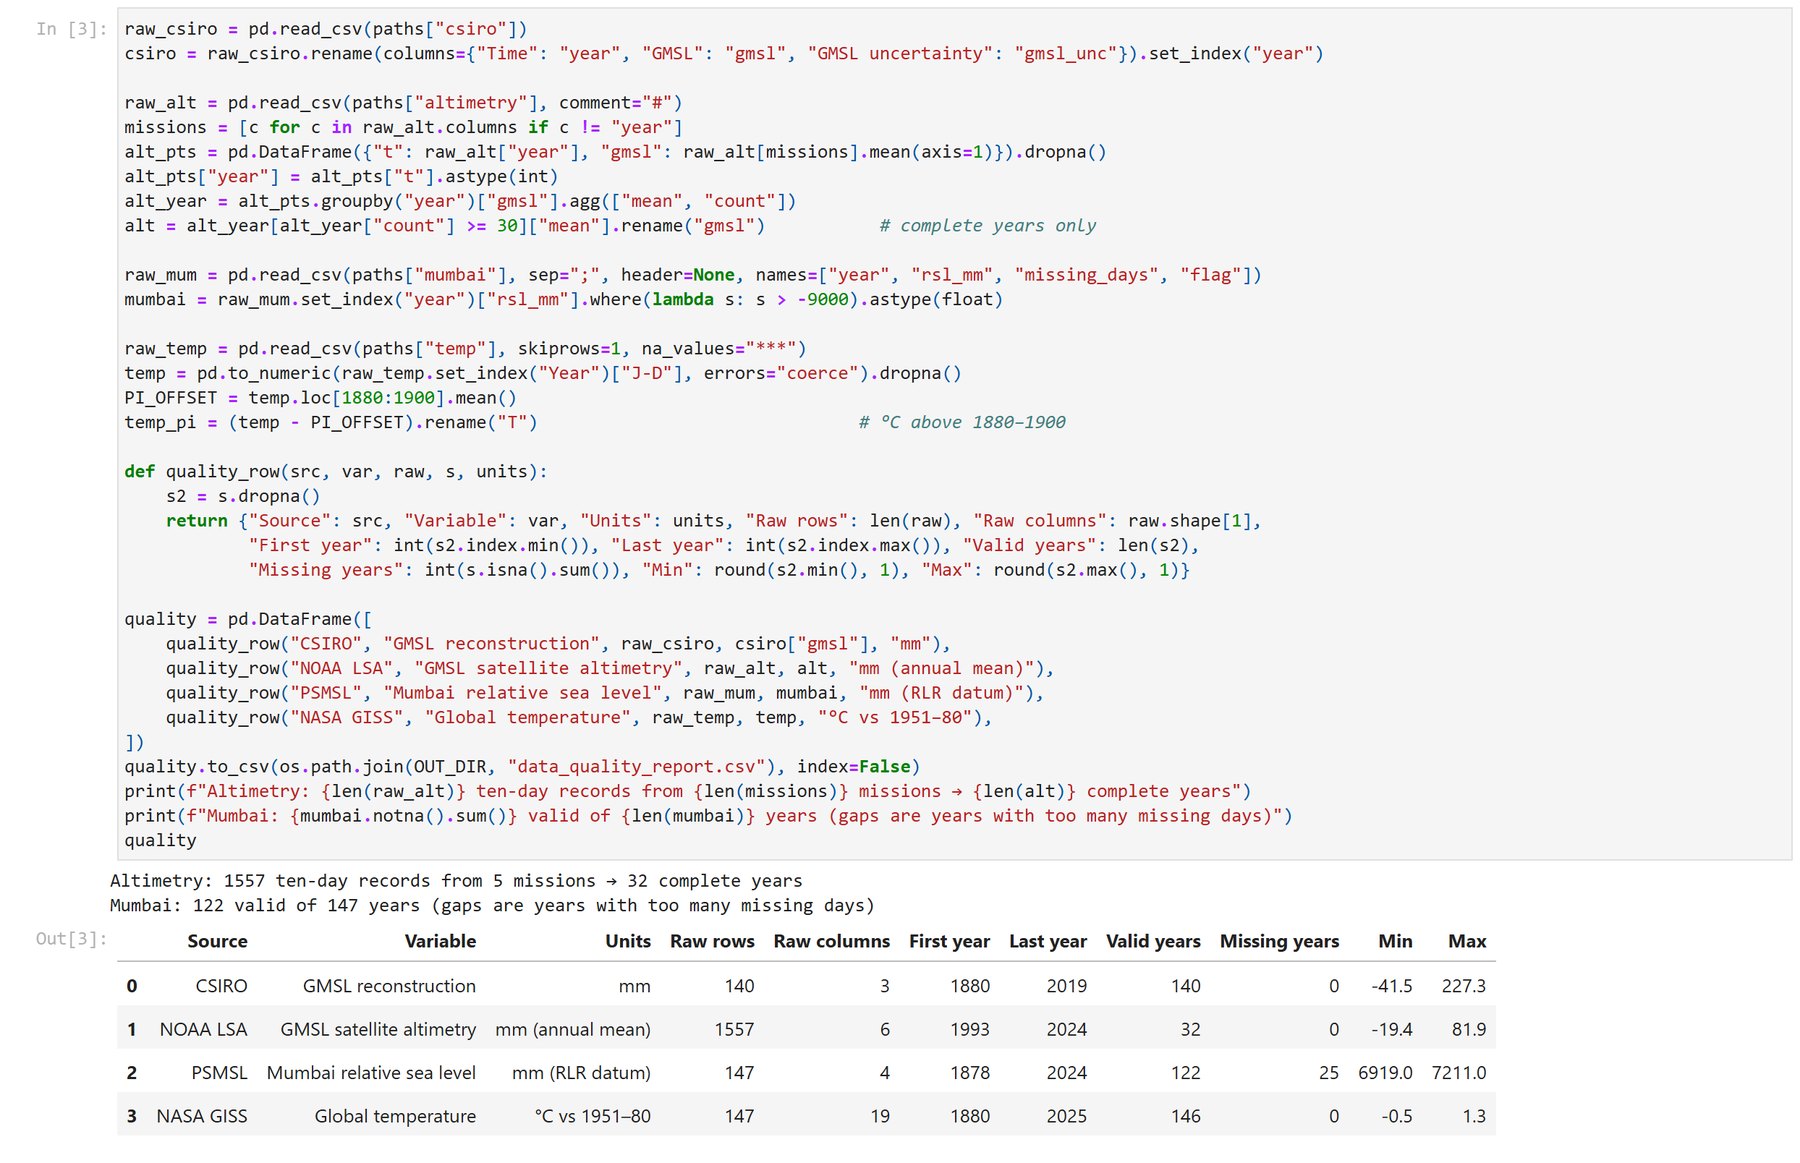 In [3]:
raw_csiro = pd.read_csv(paths["csiro"])
csiro = raw_csiro.rename(columns={"Time": "year", "GMSL": "gmsl", "GMSL uncertainty": "gmsl_unc"}).set_index("year")

raw_alt = pd.read_csv(paths["altimetry"], comment="#")
missions = [c for c in raw_alt.columns if c != "year"]
alt_pts = pd.DataFrame({"t": raw_alt["year"], "gmsl": raw_alt[missions].mean(axis=1)}).dropna()
alt_pts["year"] = alt_pts["t"].astype(int)
alt_year = alt_pts.groupby("year")["gmsl"].agg(["mean", "count"])
alt = alt_year[alt_year["count"] >= 30]["mean"].rename("gmsl")           # complete years only

raw_mum = pd.read_csv(paths["mumbai"], sep=";", header=None, names=["year", "rsl_mm", "missing_days", "flag"])
mumbai = raw_mum.set_index("year")["rsl_mm"].where(lambda s: s > -9000).astype(float)

raw_temp = pd.read_csv(paths["temp"], skiprows=1, na_values="***")
temp = pd.to_numeric(raw_temp.set_index("Year")["J-D"], errors="coerce").dropna()
PI_OFFSET = temp.loc[1880:1900].mean()
temp_pi = (temp - PI_OFFSET).rename("T")                               # °C above 1880–1900

def quality_row(src, var, raw, s, units):
    s2 = s.dropna()
    return {"Source": src, "Variable": var, "Units": units, "Raw rows": len(raw), "Raw columns": raw.shape[1],
            "First year": int(s2.index.min()), "Last year": int(s2.index.max()), "Valid years": len(s2),
            "Missing years": int(s.isna().sum()), "Min": round(s2.min(), 1), "Max": round(s2.max(), 1)}

quality = pd.DataFrame([
    quality_row("CSIRO", "GMSL reconstruction", raw_csiro, csiro["gmsl"], "mm"),
    quality_row("NOAA LSA", "GMSL satellite altimetry", raw_alt, alt, "mm (annual mean)"),
    quality_row("PSMSL", "Mumbai relative sea level", raw_mum, mumbai, "mm (RLR datum)"),
    quality_row("NASA GISS", "Global temperature", raw_temp, temp, "°C vs 1951–80"),
])
quality.to_csv(os.path.join(OUT_DIR, "data_quality_report.csv"), index=False)
print(f"Altimetry: {len(raw_alt)} ten-day records from {len(missions)} missions → {len(alt)} complete years")
print(f"Mumbai: {mumbai.notna().sum()} valid of {len(mumbai)} years (gaps are years with too many missing days)")
quality
Altimetry: 1557 ten-day records from 5 missions → 32 complete years
Mumbai: 122 valid of 147 years (gaps are years with too many missing days)
Out[3]:
Source Variable Units Raw rows Raw columns First year Last year Valid years Missing years Min Max
0 CSIRO GMSL reconstruction mm 140 3 1880 2019 140 0 -41.5 227.3
1 NOAA LSA GMSL satellite altimetry mm (annual mean) 1557 6 1993 2024 32 0 -19.4 81.9
2 PSMSL Mumbai relative sea level mm (RLR datum) 147 4 1878 2024 122 25 6919.0 7211.0
3 NASA GISS Global temperature °C vs 1951–80 147 19 1880 2025 146 0 -0.5 1.3